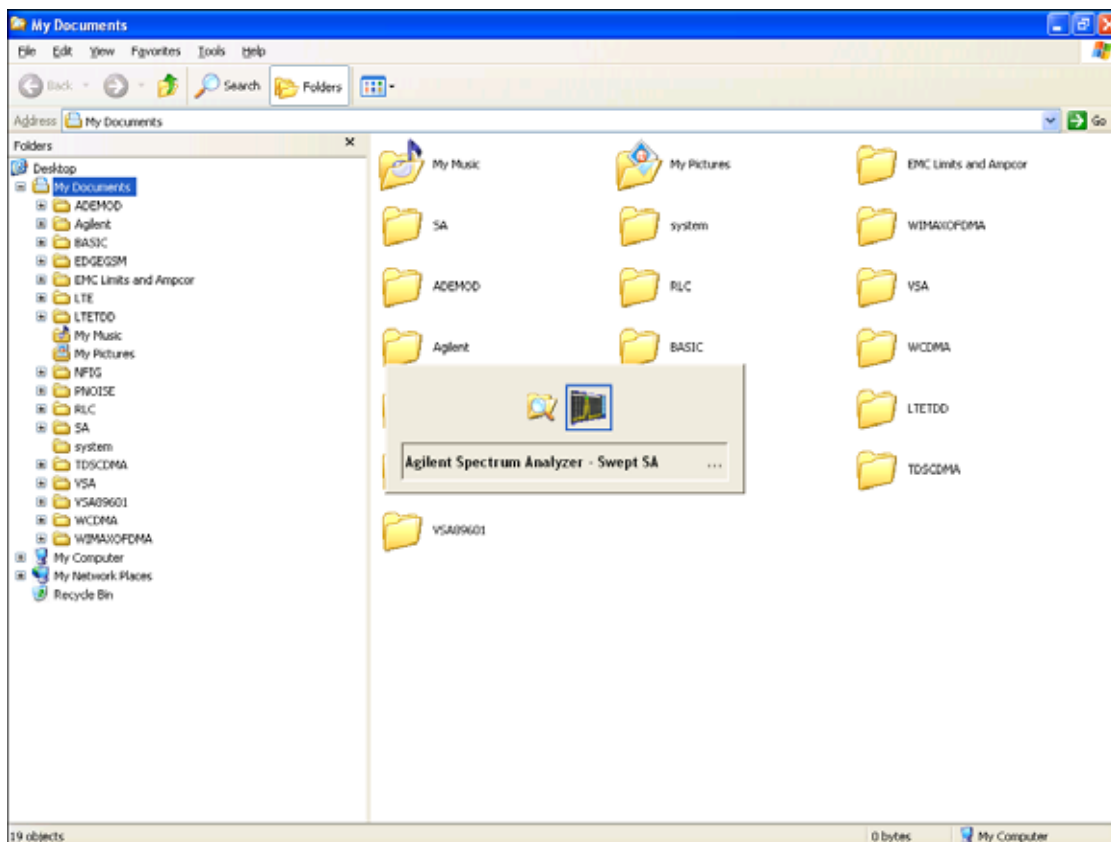 My Documents
File Edit View Favorites Tools Help
Back Search Folders
Address My Documents Go
Folders
Desktop
My Documents
ADEMOD
Agilent
BASIC
EDGEGSM
EMC Limits and Ampcor
LTE
LTETDD
My Music
My Pictures
NFIG
PNOISE
RLC
SA
system
TDSCDMA
VSA
VSA89601
WCDMA
WIMAXOFDMA
My Computer
My Network Places
Recycle Bin
My Music My Pictures EMC Limits and Ampcor
SA system WIMAXOFDMA
ADEMOD RLC VSA
Agilent BASIC WCDMA
LTETDD
Agilent Spectrum Analyzer - Swept SA ...
TDSCDMA
VSA89601
19 objects 0 bytes My Computer